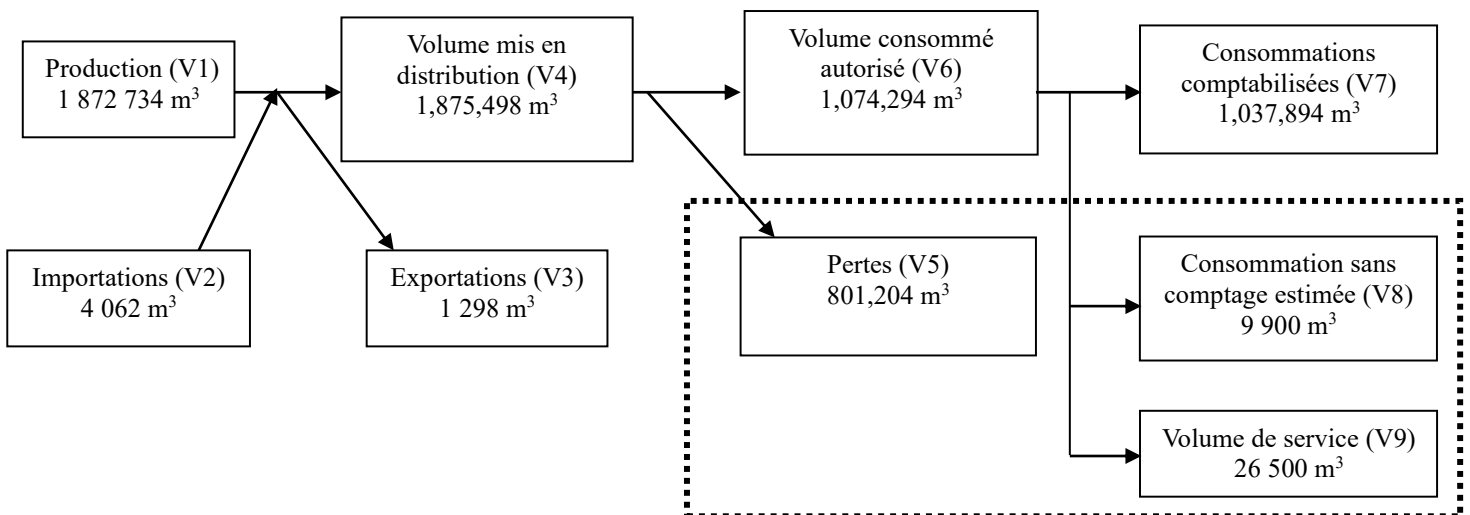 Production (V1)
1 872 734 m³
Volume mis en
distribution (V4)
1,875,498 m³
Volume consommé
autorisé (V6)
1,074,294 m³
Consommations
comptabilisées (V7)
1,037,894 m³
Importations (V2)
4 062 m³
Exportations (V3)
1 298 m³
Pertes (V5)
801,204 m³
Consommation sans
comptage estimée (V8)
9 900 m³
Volume de service (V9)
26 500 m³